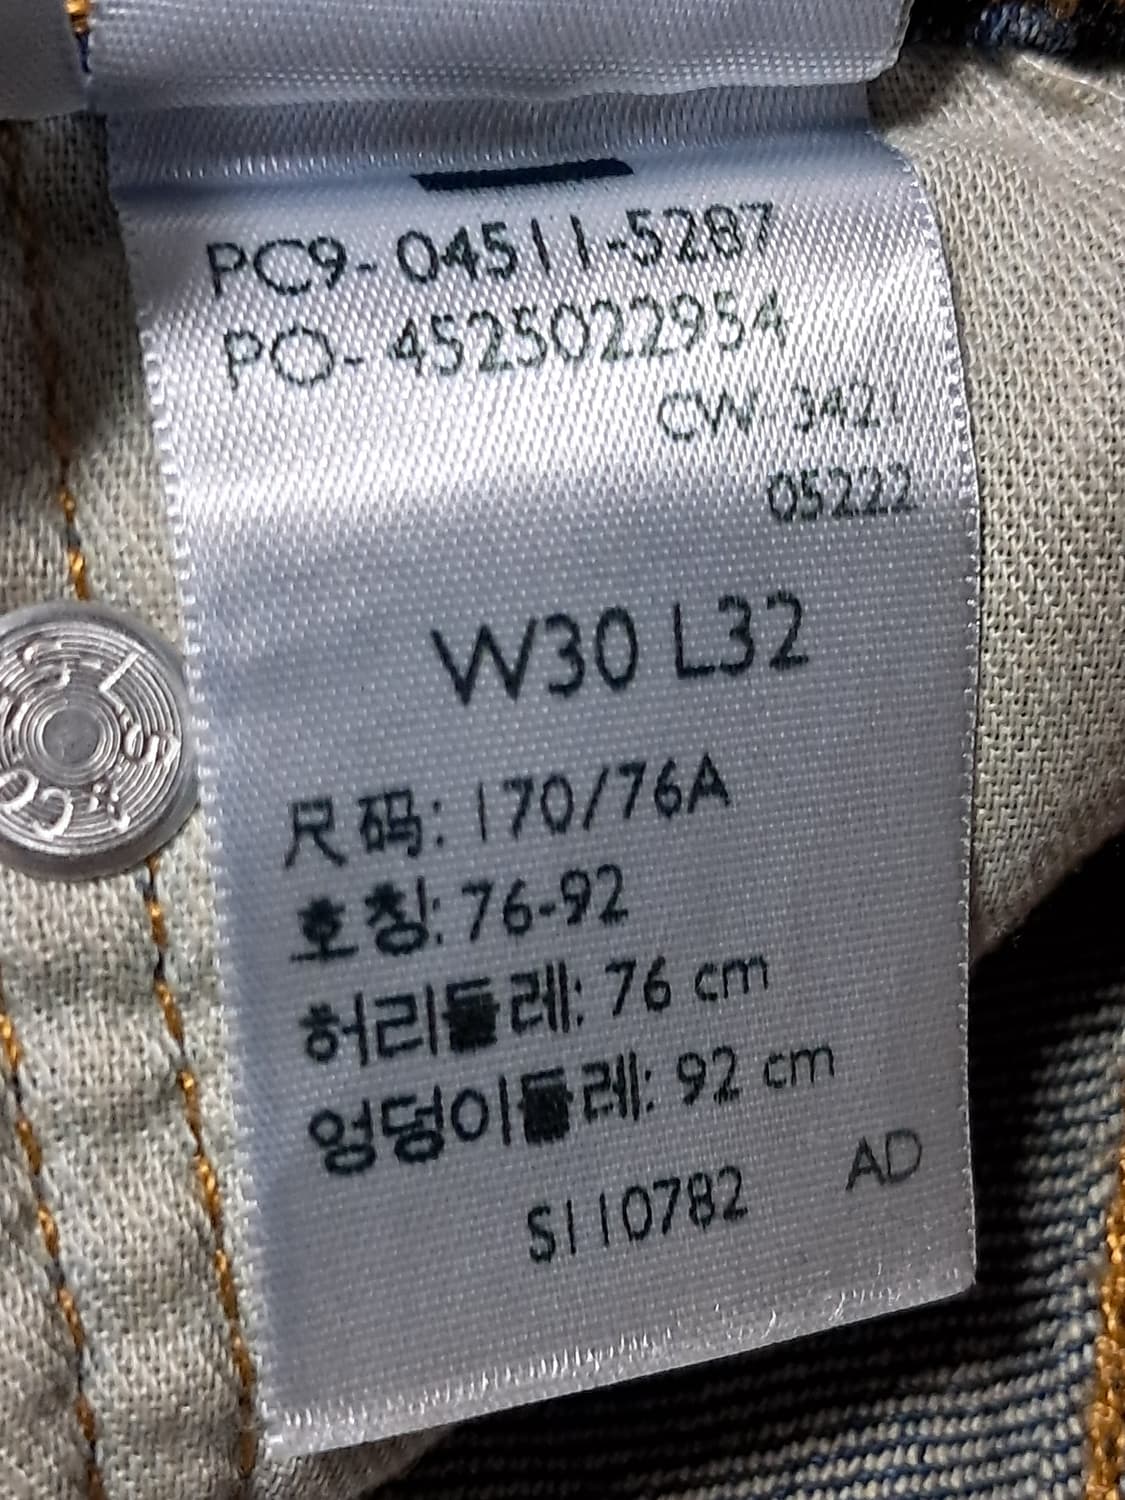 PC9- 04511-5287
PO- 4525022954
CW-3421
05222
W30 L32
尺码: 170/76A
호칭: 76-92
허리둘레: 76 cm
엉덩이둘레: 92 cm
AD
S110782